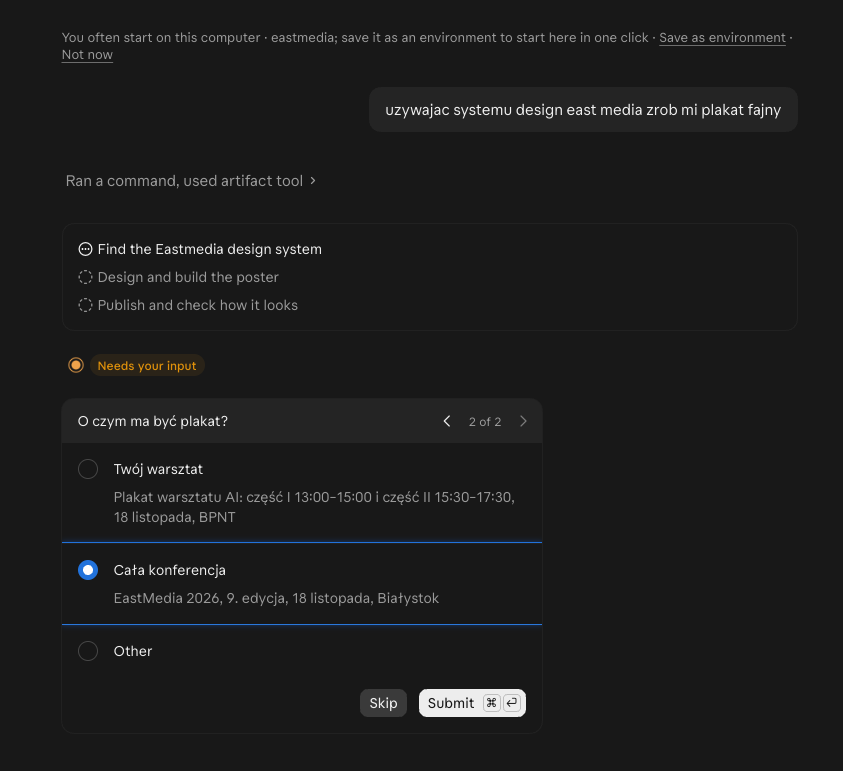 You often start on this computer · eastmedia; save it as an environment to start here in one click · Save as environment ·
Not now
uzywajac systemu design east media zrob mi plakat fajny
Ran a command, used artifact tool >
Find the Eastmedia design system
Design and build the poster
Publish and check how it looks
Needs your input
O czym ma być plakat?
2 of 2
Twój warsztat
Plakat warsztatu AI: część I 13:00–15:00 i część II 15:30–17:30,
18 listopada, BPNT
Cała konferencja
EastMedia 2026, 9. edycja, 18 listopada, Białystok
Other
Skip
Submit ⌘ ↵